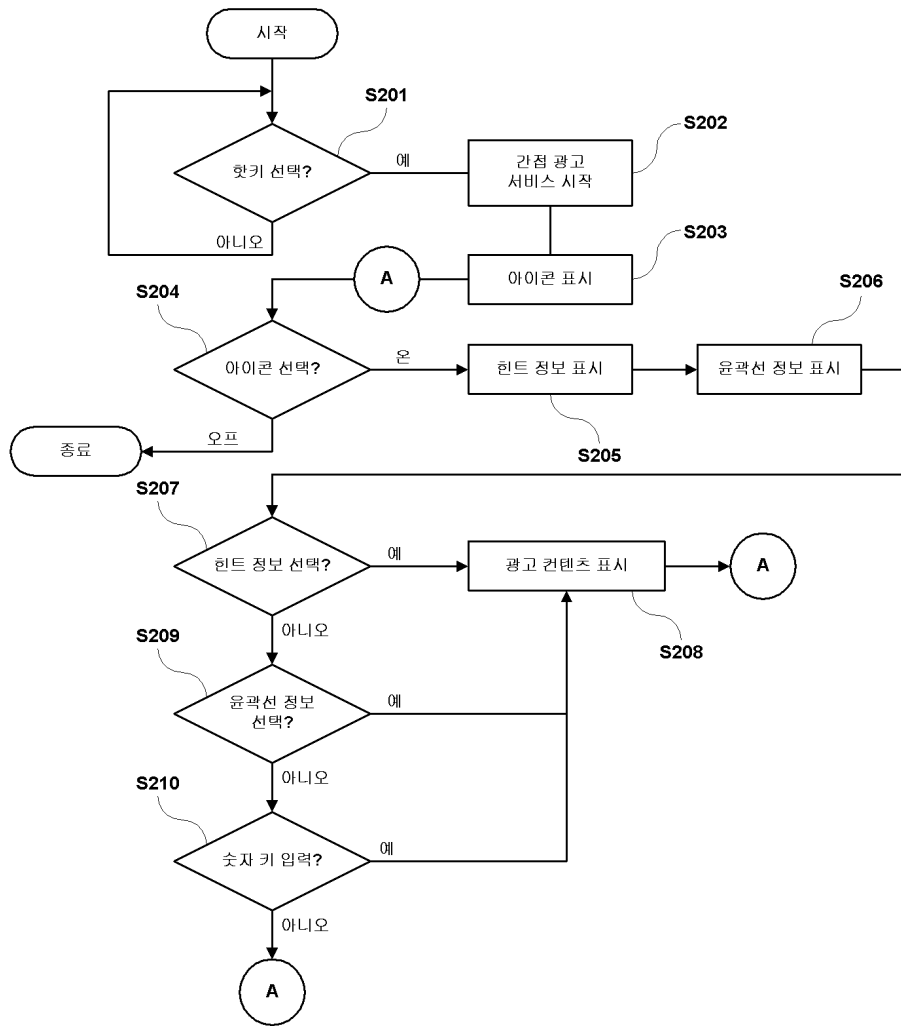 시작
S201
핫키 선택?
예
아니오
S202
간접 광고
서비스 시작
S203
아이콘 표시
A
S204
아이콘 선택?
온
오프
종료
힌트 정보 표시
S205
S206
윤곽선 정보 표시
S207
힌트 정보 선택?
예
아니오
광고 컨텐츠 표시
S208
A
S209
윤곽선 정보
선택?
예
아니오
S210
숫자 키 입력?
예
아니오
A